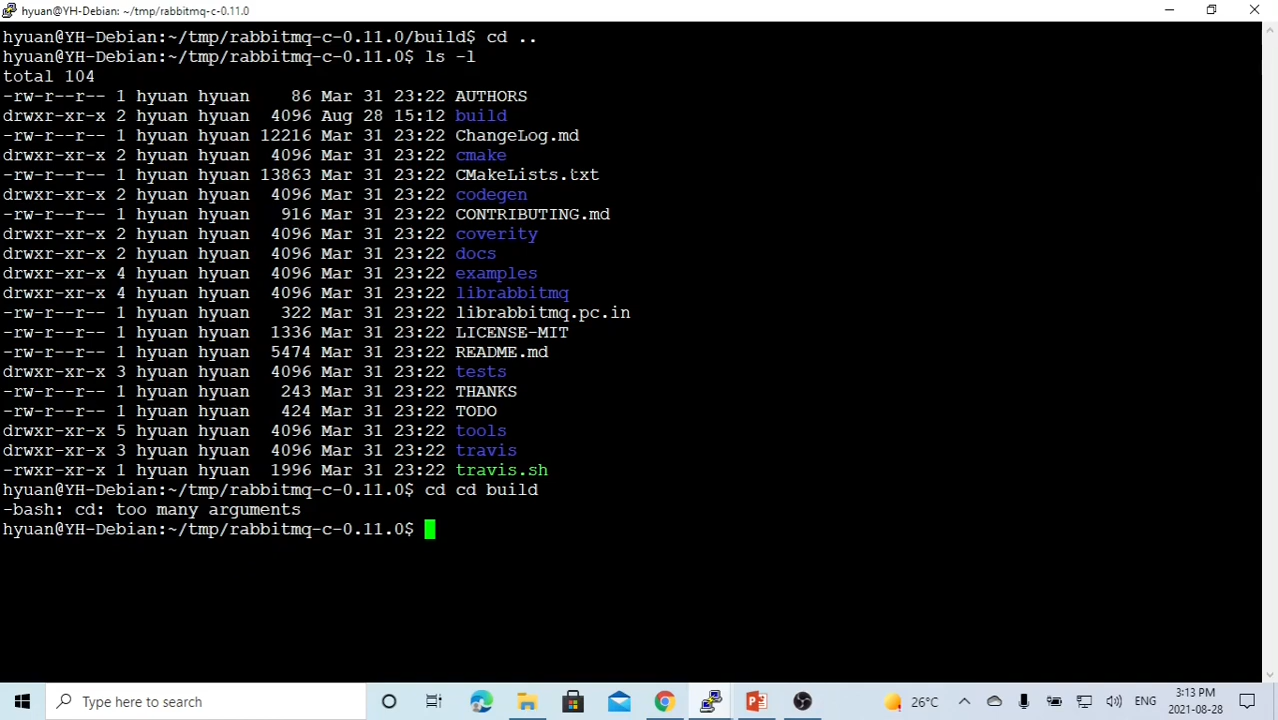 hyuan@YH-Debian: ~/tmp/rabbitmq-c-0.11.0
hyuan@YH-Debian:~/tmp/rabbitmq-c-0.11.0/build$ cd ..
hyuan@YH-Debian:~/tmp/rabbitmq-c-0.11.0$ ls -l
total 104
-rw-r--r-- 1 hyuan hyuan    86 Mar 31 23:22 AUTHORS
drwxr-xr-x 2 hyuan hyuan  4096 Aug 28 15:12 build
-rw-r--r-- 1 hyuan hyuan 12216 Mar 31 23:22 ChangeLog.md
drwxr-xr-x 2 hyuan hyuan  4096 Mar 31 23:22 cmake
-rw-r--r-- 1 hyuan hyuan 13863 Mar 31 23:22 CMakeLists.txt
drwxr-xr-x 2 hyuan hyuan  4096 Mar 31 23:22 codegen
-rw-r--r-- 1 hyuan hyuan   916 Mar 31 23:22 CONTRIBUTING.md
drwxr-xr-x 2 hyuan hyuan  4096 Mar 31 23:22 coverity
drwxr-xr-x 2 hyuan hyuan  4096 Mar 31 23:22 docs
drwxr-xr-x 4 hyuan hyuan  4096 Mar 31 23:22 examples
drwxr-xr-x 4 hyuan hyuan  4096 Mar 31 23:22 librabbitmq
-rw-r--r-- 1 hyuan hyuan   322 Mar 31 23:22 librabbitmq.pc.in
-rw-r--r-- 1 hyuan hyuan  1336 Mar 31 23:22 LICENSE-MIT
-rw-r--r-- 1 hyuan hyuan  5474 Mar 31 23:22 README.md
drwxr-xr-x 3 hyuan hyuan  4096 Mar 31 23:22 tests
-rw-r--r-- 1 hyuan hyuan   243 Mar 31 23:22 THANKS
-rw-r--r-- 1 hyuan hyuan   424 Mar 31 23:22 TODO
drwxr-xr-x 5 hyuan hyuan  4096 Mar 31 23:22 tools
drwxr-xr-x 3 hyuan hyuan  4096 Mar 31 23:22 travis
-rwxr-xr-x 1 hyuan hyuan  1996 Mar 31 23:22 travis.sh
hyuan@YH-Debian:~/tmp/rabbitmq-c-0.11.0$ cd cd build
-bash: cd: too many arguments
hyuan@YH-Debian:~/tmp/rabbitmq-c-0.11.0$
Type here to search
26°C
ENG
3:13 PM
2021-08-28